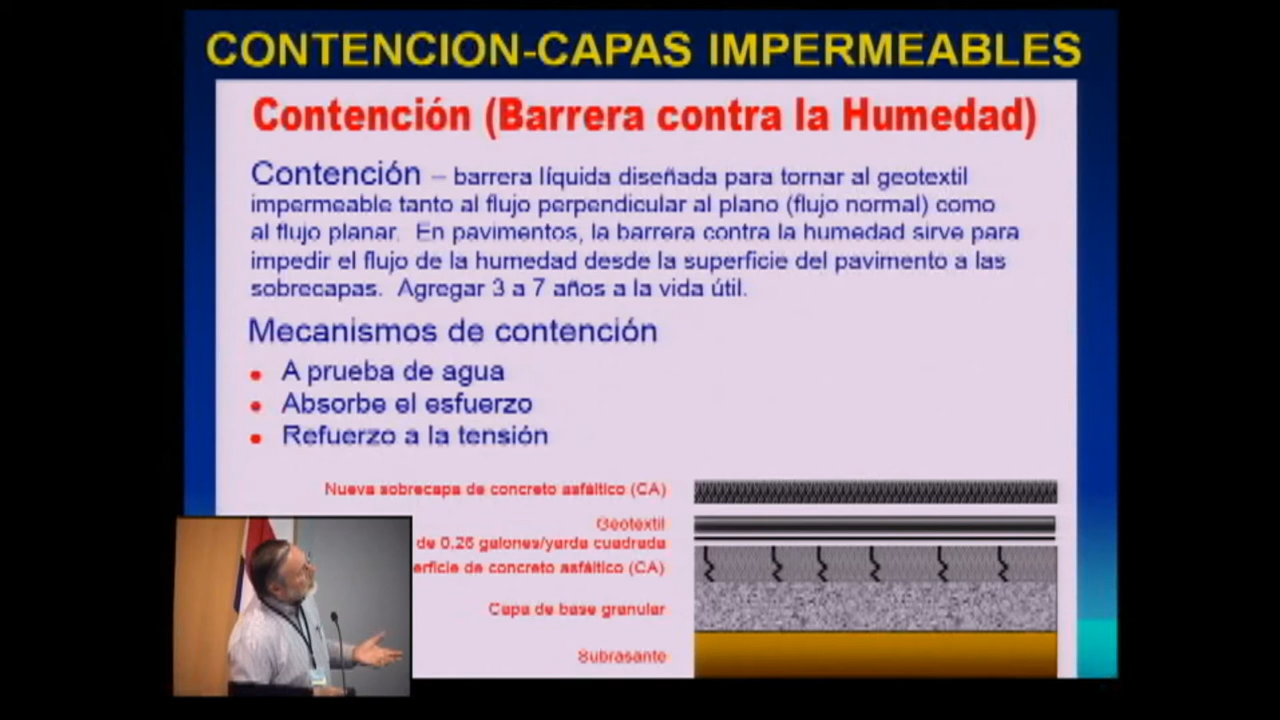 CONTENCION-CAPAS IMPERMEABLES
Contención (Barrera contra la Humedad)
Contención – barrera líquida diseñada para tornar al geotextil
impermeable tanto al flujo perpendicular al plano (flujo normal) como
al flujo planar. En pavimentos, la barrera contra la humedad sirve para
impedir el flujo de la humedad desde la superficie del pavimento a las
sobrecapas. Agregar 3 a 7 años a la vida útil.
Mecanismos de contención
• A prueba de agua
• Absorbe el esfuerzo
• Refuerzo a la tensión
Nueva sobrecapa de concreto asfáltico (CA)
Geotextil
de 0.26 galones/yarda cuadrada
erficie de concreto asfáltico (CA)
Capa de base granular
Subrasante